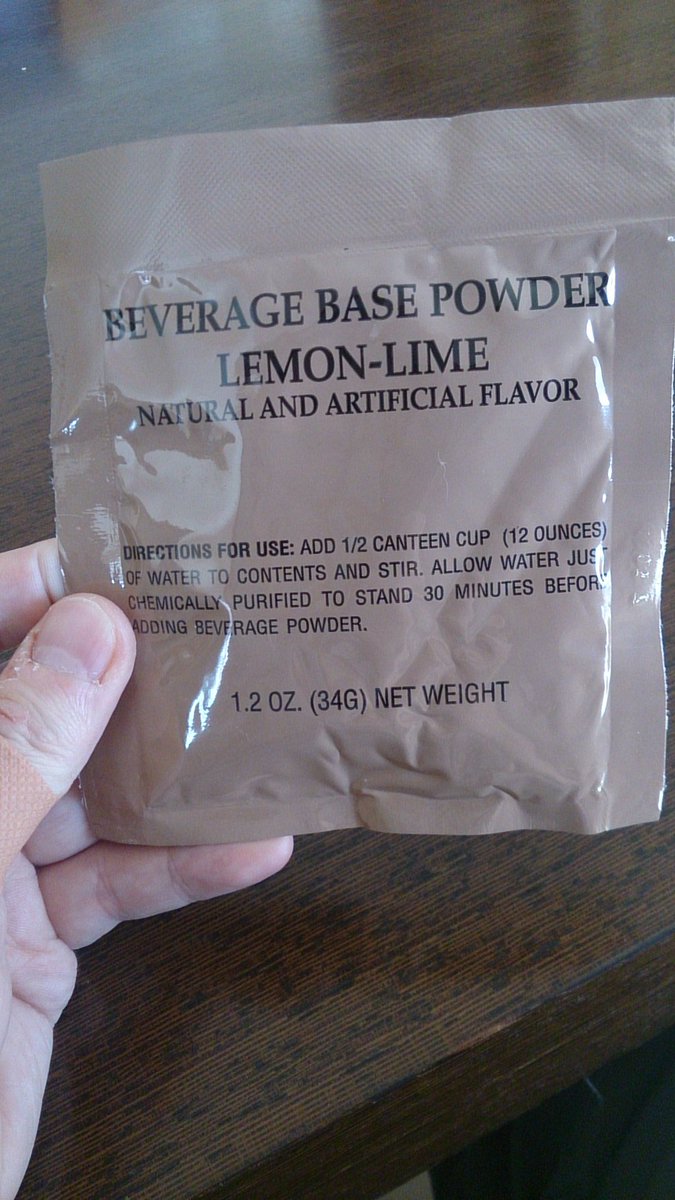 BEVERAGE BASE POWDER
LEMON-LIME
NATURAL AND ARTIFICIAL FLAVOR
DIRECTIONS FOR USE: ADD 1/2 CANTEEN CUP (12 OUNCES)
OF WATER TO CONTENTS AND STIR. ALLOW WATER JUST
CHEMICALLY PURIFIED TO STAND 30 MINUTES BEFORE
ADDING BEVERAGE POWDER.
1.2 OZ. (34G) NET WEIGHT